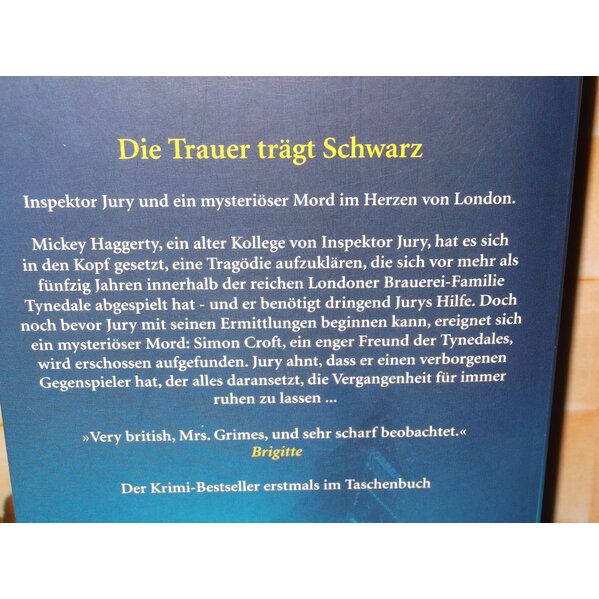 Die Trauer trägt Schwarz
Inspektor Jury und ein mysteriöser Mord im Herzen von London.
Mickey Haggerty, ein alter Kollege von Inspektor Jury, hat es sich
in den Kopf gesetzt, eine Tragödie aufzuklären, die sich vor mehr als
fünfzig Jahren innerhalb der reichen Londoner Brauerei-Familie
Tynedale abgespielt hat - und er benötigt dringend Jurys Hilfe. Doch
noch bevor Jury mit seinen Ermittlungen beginnen kann, ereignet sich
ein mysteriöser Mord: Simon Croft, ein enger Freund der Tynedales,
wird erschossen aufgefunden. Jury ahnt, dass er einen verborgenen
Gegenspieler hat, der alles daransetzt, die Vergangenheit für immer
ruhen zu lassen ...
»Very british, Mrs. Grimes, und sehr scharf beobachtet.«
Brigitte
Der Krimi-Bestseller erstmals im Taschenbuch